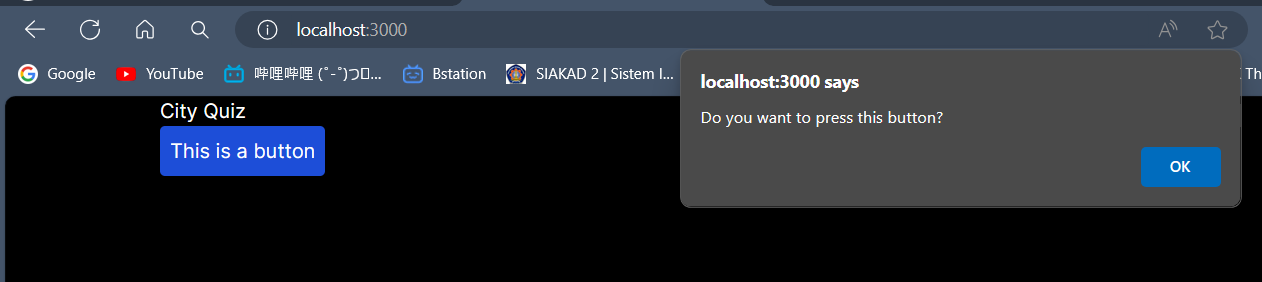 localhost:3000
Google
YouTube
哔哩哔哩 (゜-゜)つ...
Bstation
SIAKAD 2 | Sistem I...
Th
localhost:3000 says
Do you want to press this button?
OK
City Quiz
This is a button